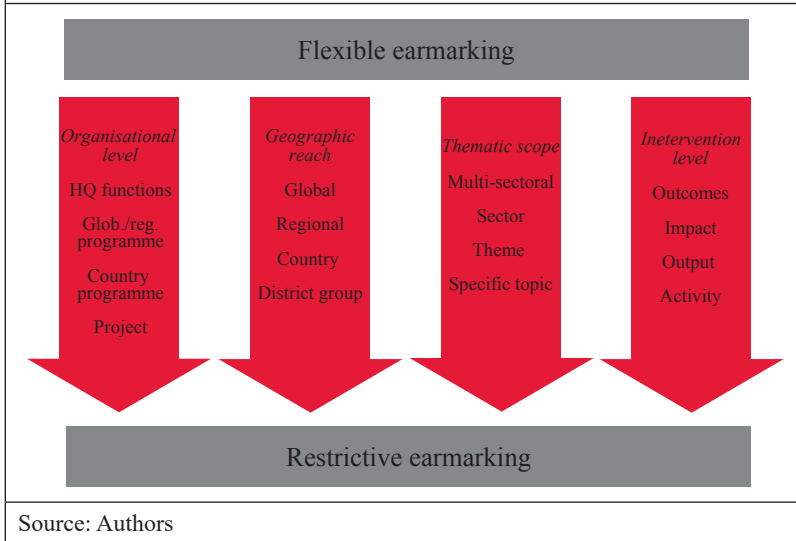 Flexible earmarking
Organisational
level
HQ functions
Glob./reg.
programme
Country
programme
Project
Geographic
reach
Global
Regional
Country
District group
Thematic scope
Multi-sectoral
Sector
Theme
Specific topic
Inetervention
level
Outcomes
Impact
Output
Activity
Restrictive earmarking
Source: Authors